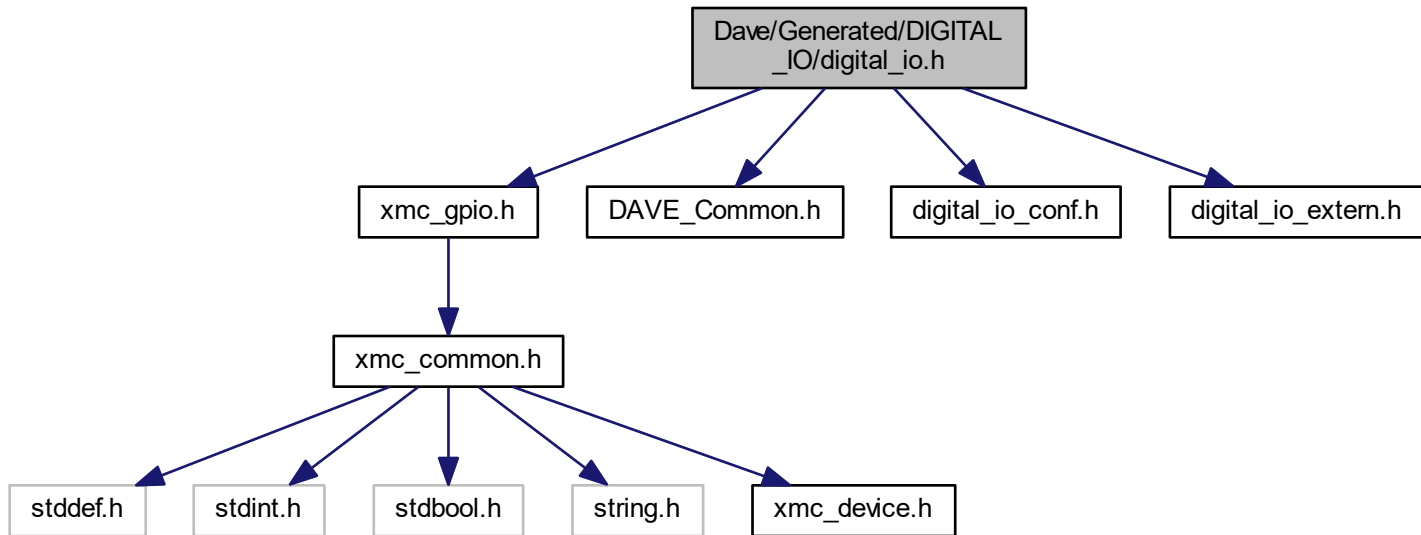 Dave/Generated/DIGITAL
_IO/digital_io.h
xmc_gpio.h
DAVE_Common.h
digital_io_conf.h
digital_io_extern.h
xmc_common.h
stddef.h
stdint.h
stdbool.h
string.h
xmc_device.h